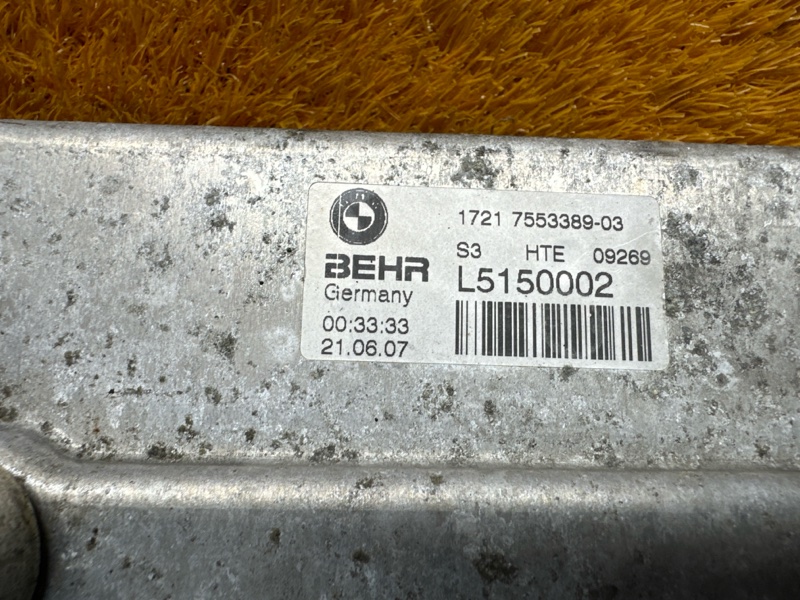 1721 7553389-03
S3 HTE 09269
BEHR
Germany
L5150002
00:33:33
21.06.07